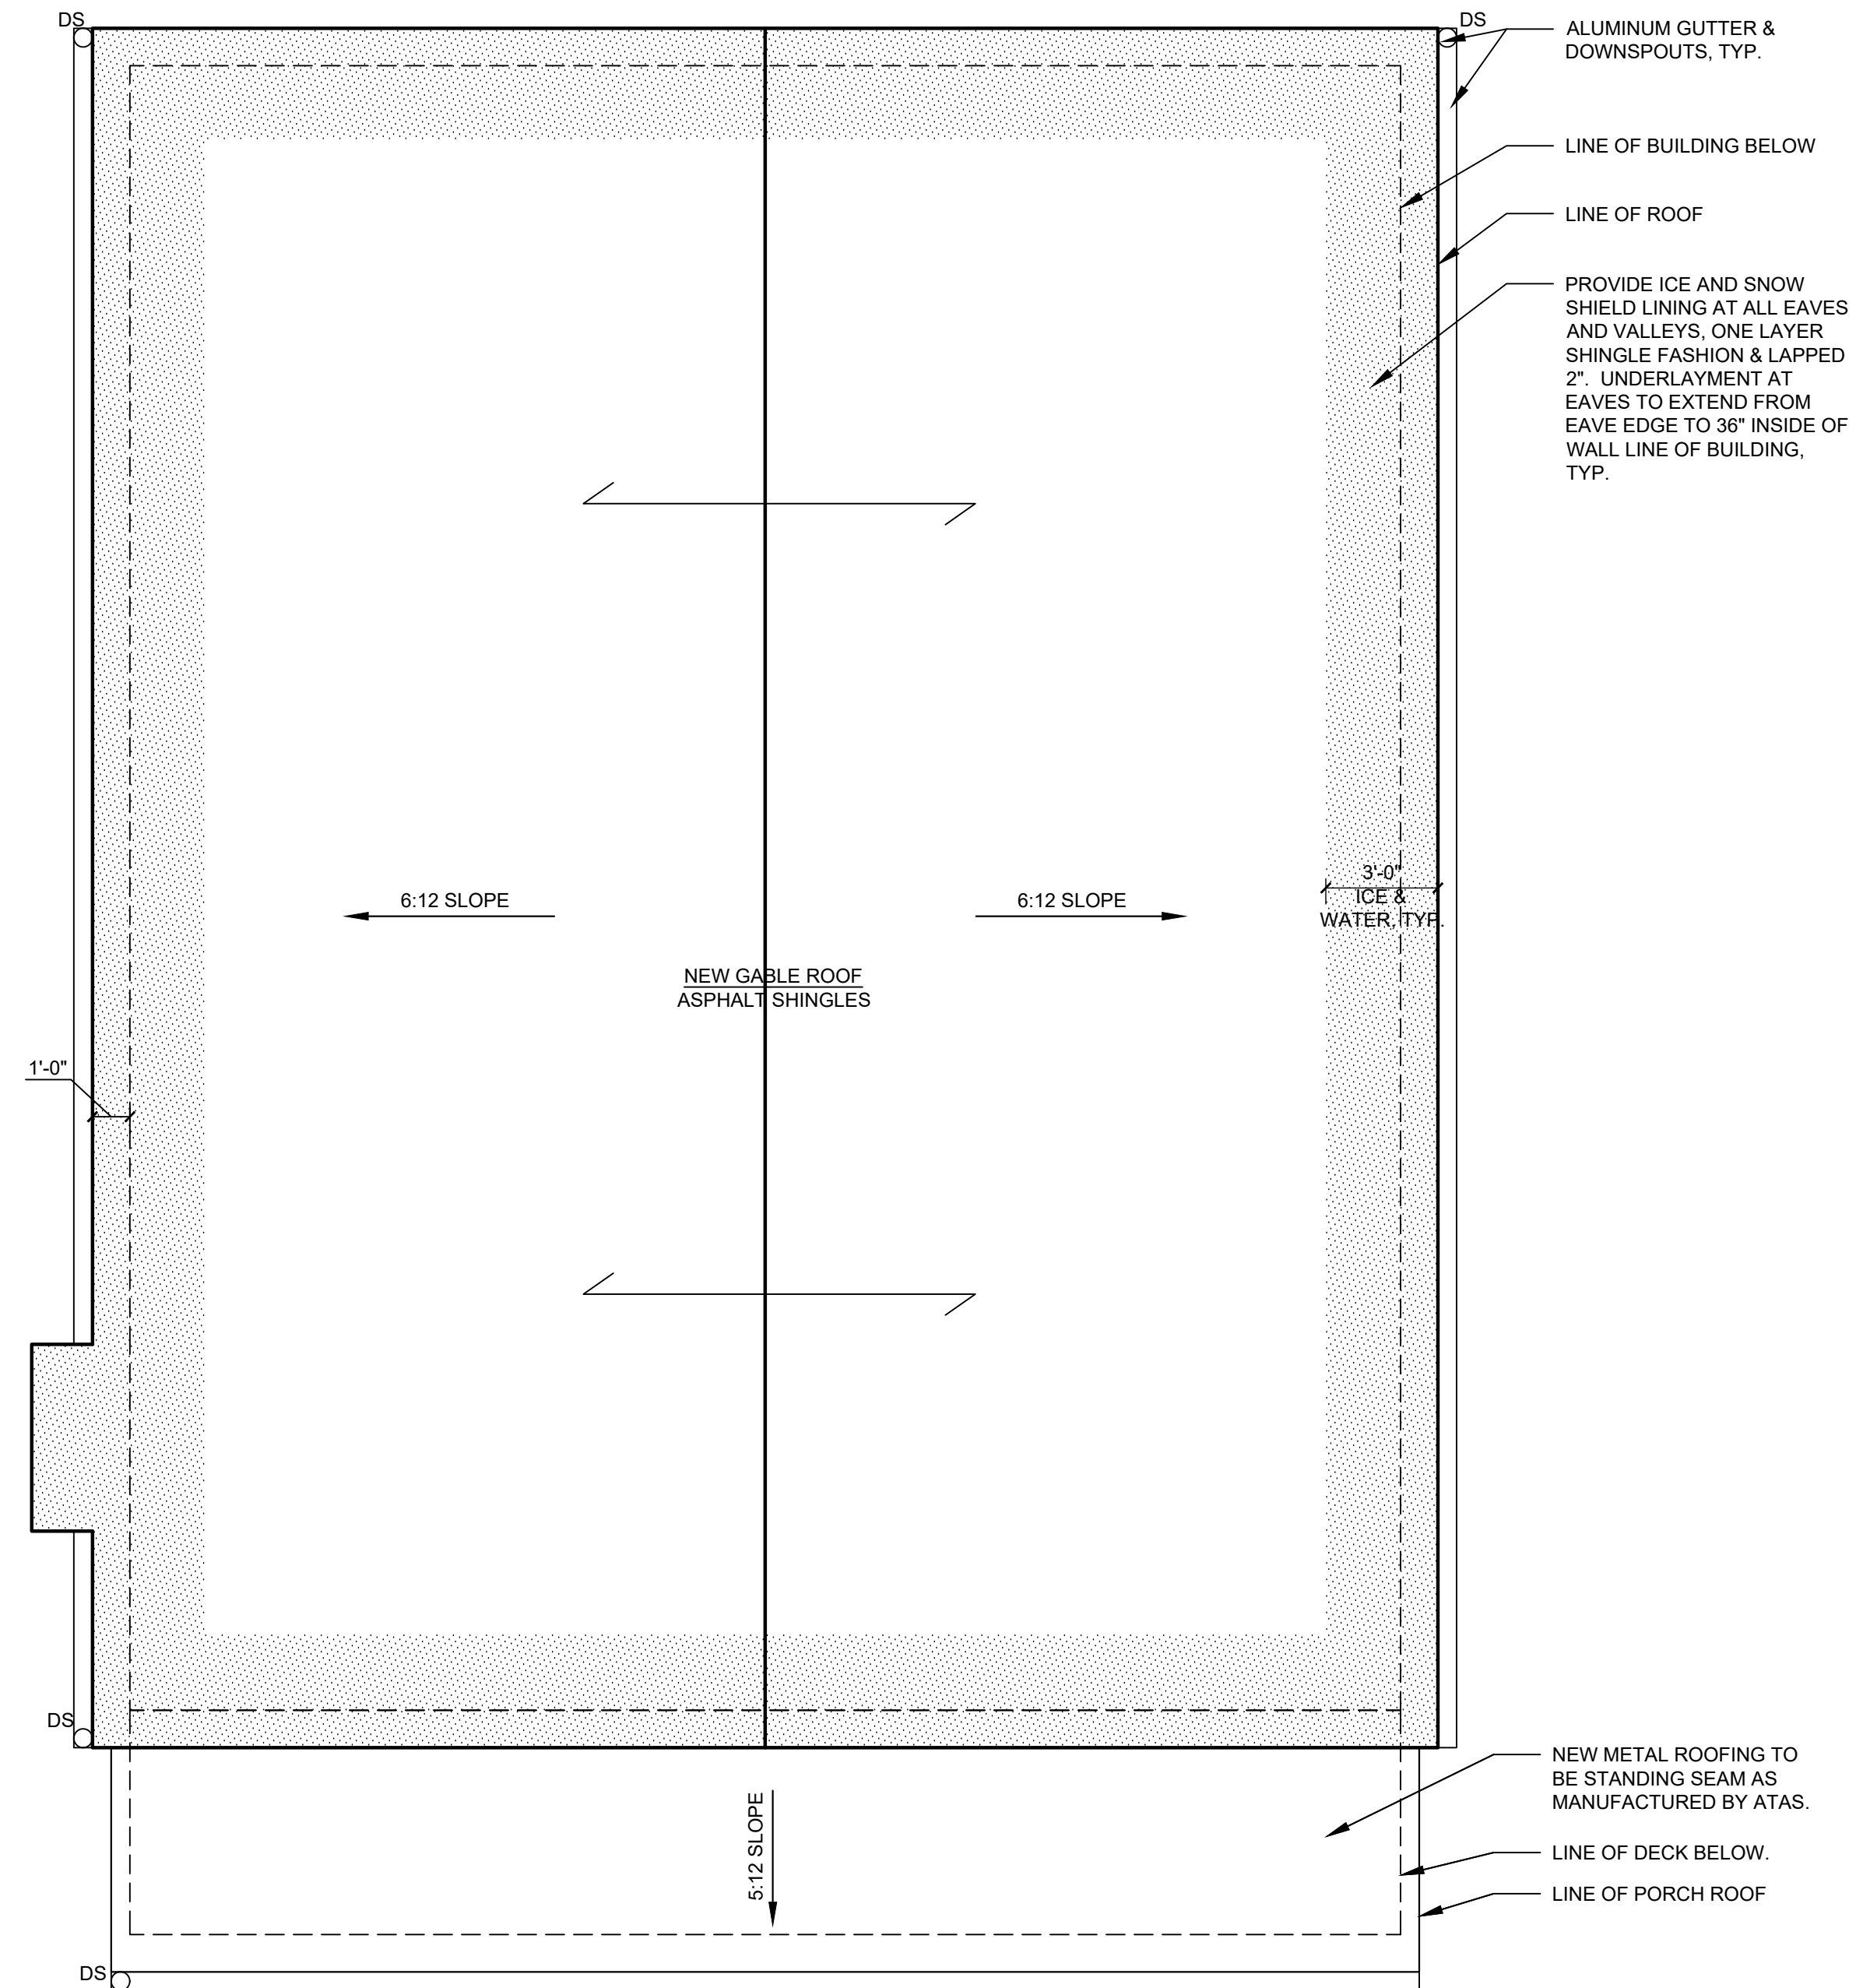 DS
DS
ALUMINUM GUTTER &
DOWNSPOUTS, TYP.
LINE OF BUILDING BELOW
LINE OF ROOF
PROVIDE ICE AND SNOW
SHIELD LINING AT ALL EAVES
AND VALLEYS, ONE LAYER
SHINGLE FASHION & LAPPED
2". UNDERLAYMENT AT
EAVES TO EXTEND FROM
EAVE EDGE TO 36" INSIDE OF
WALL LINE OF BUILDING,
TYP.
6:12 SLOPE
6:12 SLOPE
3'-0"
ICE &
WATER, TYP.
NEW GABLE ROOF
ASPHALT SHINGLES
1'-0"
DS
NEW METAL ROOFING TO
BE STANDING SEAM AS
MANUFACTURED BY ATAS.
5:12 SLOPE
LINE OF DECK BELOW.
LINE OF PORCH ROOF
DS